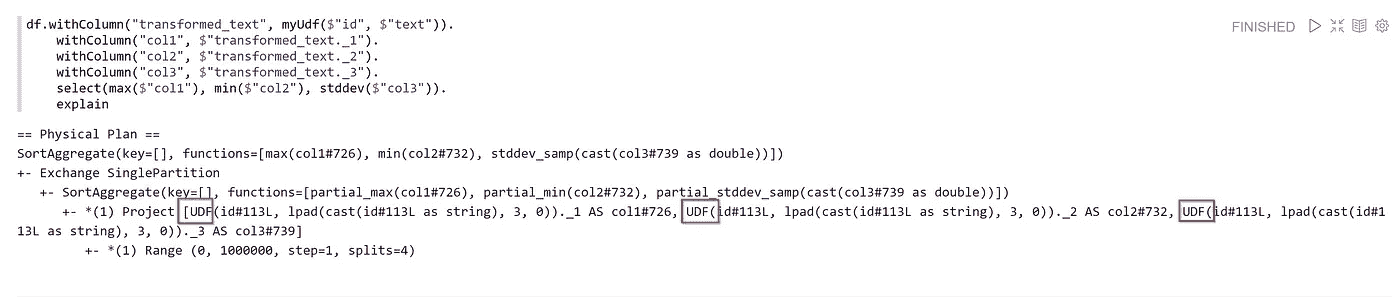 df.withColumn("transformed_text", myUdf($"id", $"text")).
FINISHED
withColumn("col1", $"transformed_text._1").
withColumn("col2", $"transformed_text._2").
withColumn("col3", $"transformed_text._3").
select(max($"col1"), min($"col2"), stddev($"col3")).
explain
== Physical Plan ==
SortAggregate(key=[], functions=[max(col1#726), min(col2#732), stddev_samp(cast(col3#739 as double))])
+- Exchange SinglePartition
+- SortAggregate(key=[], functions=[partial_max(col1#726), partial_min(col2#732), partial_stddev_samp(cast(col3#739 as double))])
+- *(1) Project [UDF(id#113L, lpad(cast(id#113L as string), 3, 0))._1 AS col1#726, UDF(id#113L, lpad(cast(id#113L as string), 3, 0))._2 AS col2#732, UDF(id#113L, lpad(cast(id#1
13L as string), 3, 0))._3 AS col3#739]
+- *(1) Range (0, 1000000, step=1, splits=4)